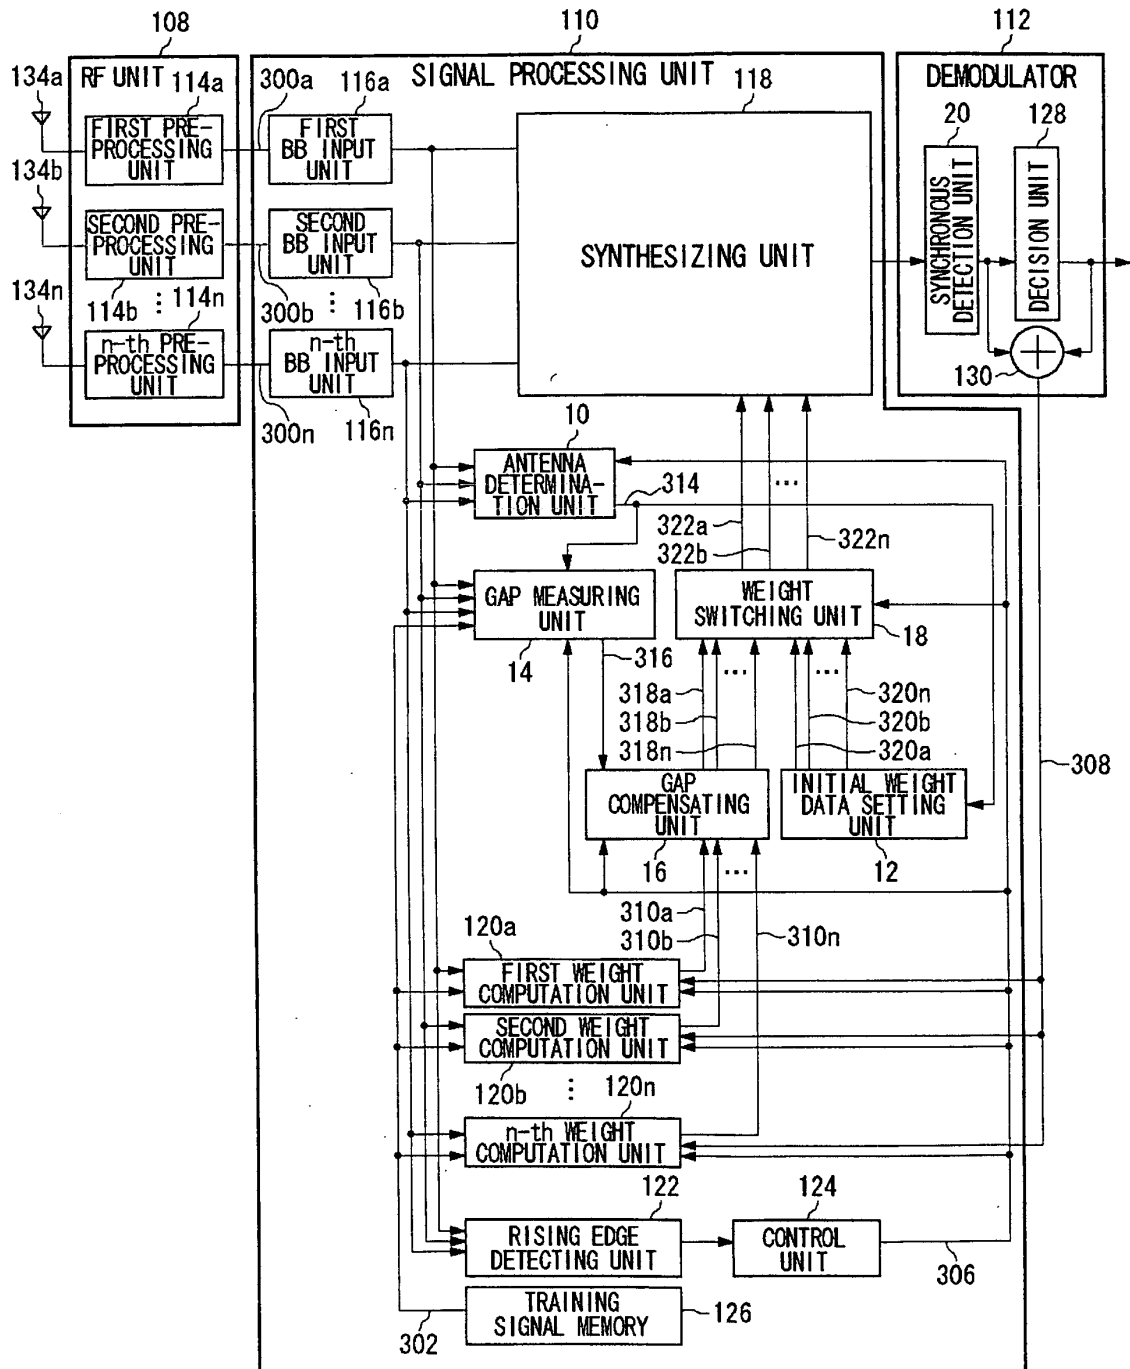 108
110
112
RF UNIT
SIGNAL PROCESSING UNIT
DEMODULATOR
134a
114a
300a
116a
118
20
128
FIRST PRE-
PROCESSING
UNIT
FIRST
BB INPUT
UNIT
134b
SECOND PRE-
PROCESSING
UNIT
SECOND
BB INPUT
UNIT
SYNTHESIZING UNIT
SYNCHRONOUS
DETECTION UNIT
DECISION UNIT
134n
114b
⋮
114n
300b
⋮
116b
n-th PRE-
PROCESSING
UNIT
n-th
BB INPUT
UNIT
130
300n
116n
10
ANTENNA
DETERMINA-
TION UNIT
314
...
322a
322b
322n
GAP MEASURING
UNIT
WEIGHT
SWITCHING UNIT
14
316
18
...
...
318a
318b
318n
320n
320b
320a
308
GAP
COMPENSATING
UNIT
INITIAL WEIGHT
DATA SETTING
UNIT
16
...
12
310a
310b
310n
120a
FIRST WEIGHT
COMPUTATION UNIT
SECOND WEIGHT
COMPUTATION UNIT
120b
⋮
120n
n-th WEIGHT
COMPUTATION UNIT
122
124
RISING EDGE
DETECTING UNIT
CONTROL
UNIT
306
TRAINING
SIGNAL MEMORY
126
302